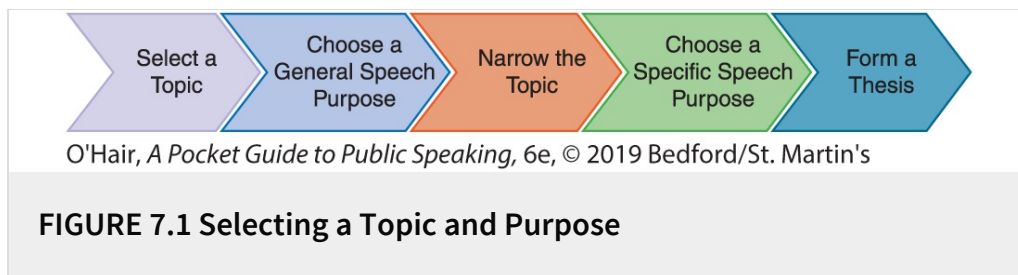 Select a
Topic
Choose a
General Speech
Purpose
Narrow the
Topic
Choose a
Specific Speech
Purpose
Form a
Thesis
O'Hair, A Pocket Guide to Public Speaking, 6e, © 2019 Bedford/St. Martin's
FIGURE 7.1 Selecting a Topic and Purpose